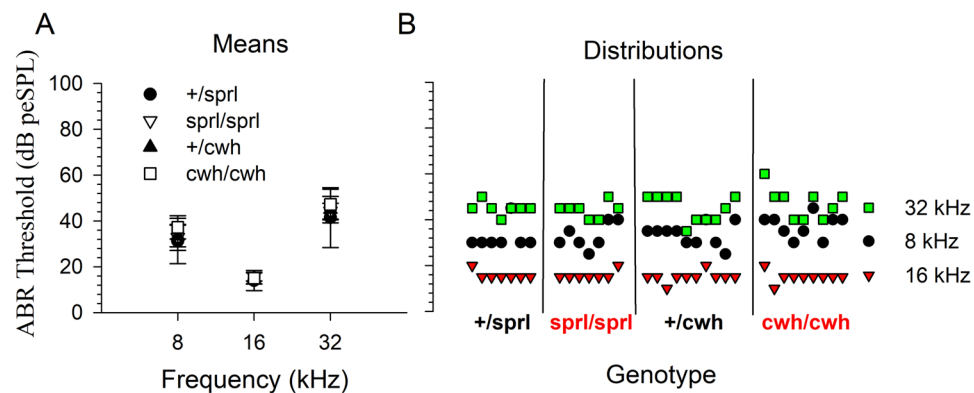 A
Means
ABR Threshold (dB peSPL)
100
80
60
40
20
0
+/sprl
sprl/sprl
+/cwh
cwh/cwh
8
16
32
Frequency (kHz)
B
Distributions
32 kHz
8 kHz
16 kHz
+/sprl
sprl/sprl
+/cwh
cwh/cwh
Genotype